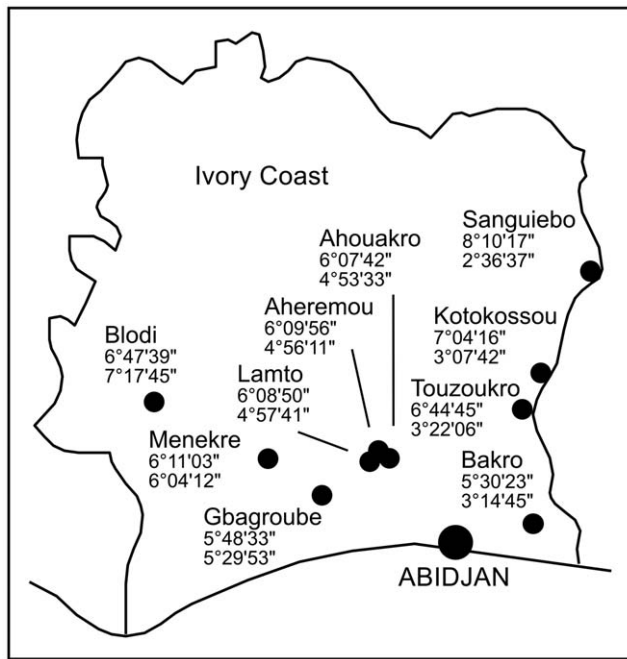 Ivory Coast
Sanguiebo
8°10'17"
2°36'37"
Ahouakro
6°07'42"
4°53'33"
Aheremou
6°09'56"
4°56'11"
Kotokossou
7°04'16"
3°07'42"
Blodi
6°47'39"
7°17'45"
Lamto
6°08'50"
4°57'41"
Touzoukro
6°44'45"
3°22'06"
Menekre
6°11'03"
6°04'12"
Bakro
5°30'23"
3°14'45"
Gbagroube
5°48'33"
5°29'53"
ABIDJAN